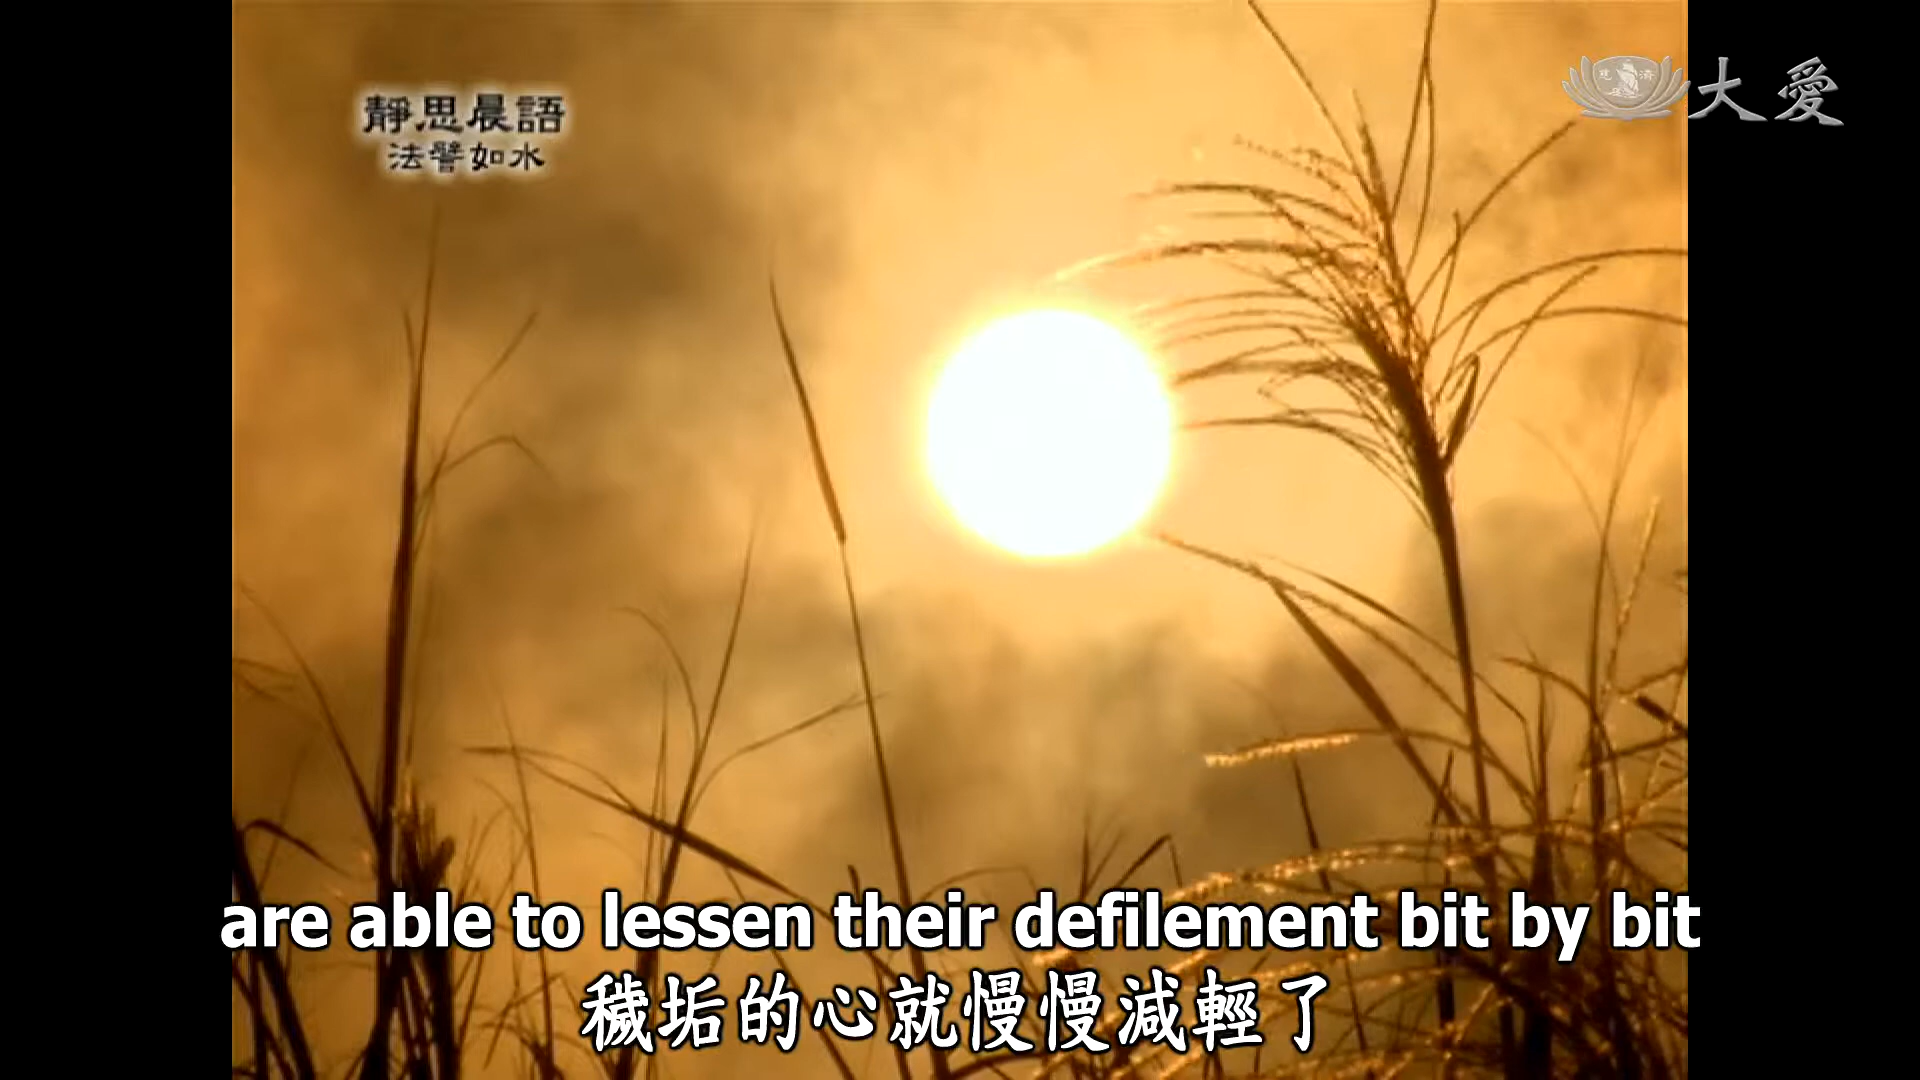 靜思晨語
法譬如水
大愛
are able to lessen their defilement bit by bit
穢垢的心就慢慢減輕了